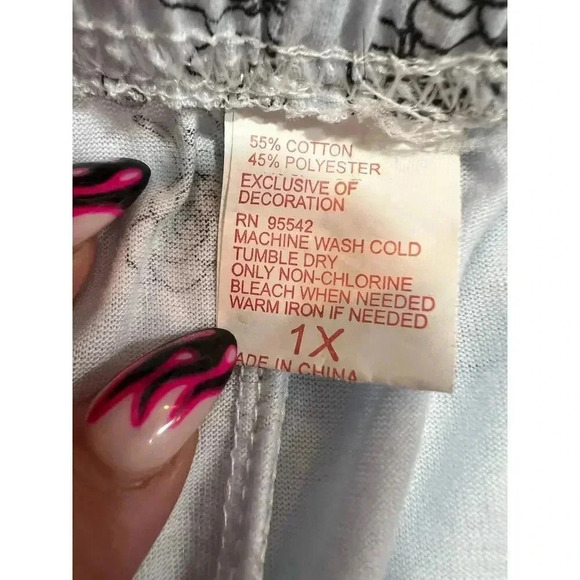 55% COTTON
45% POLYESTER
EXCLUSIVE OF
DECORATION
RN 95542
MACHINE WASH COLD
TUMBLE DRY
ONLY NON-CHLORINE
BLEACH WHEN NEEDED
WARM IRON IF NEEDED
1X
ADE IN CHINA